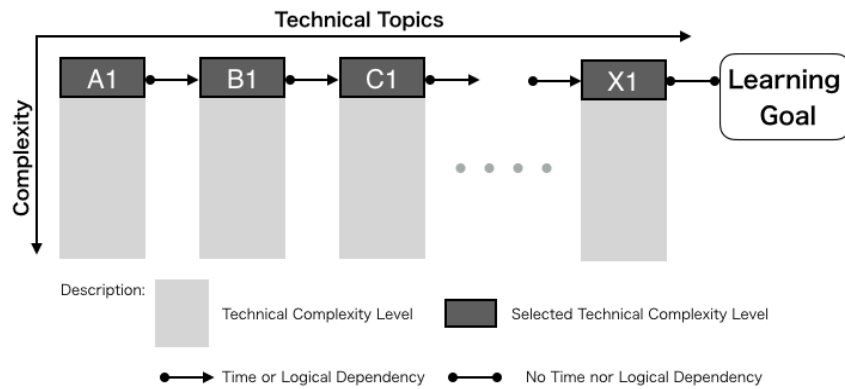 Technical Topics
A1
B1
C1
X1
Learning
Goal
Complexity
Description:
Technical Complexity Level
Selected Technical Complexity Level
Time or Logical Dependency
No Time nor Logical Dependency